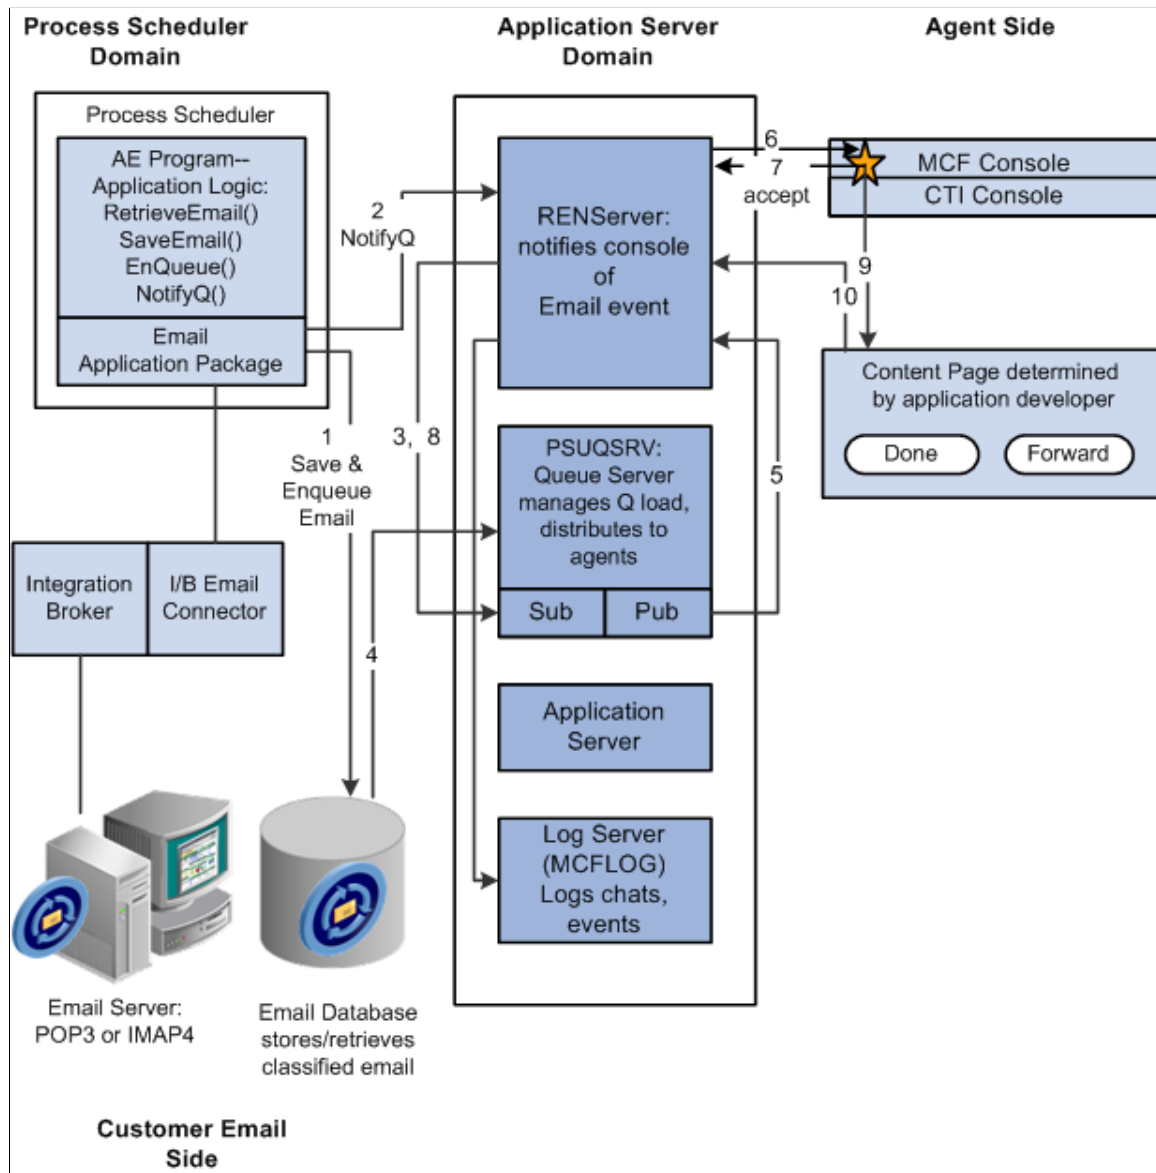 Process Scheduler
Domain
Application Server
Domain
Agent Side
Process Scheduler
AE Program--
Application Logic:
RetrieveEmail()
SaveEmail()
EnQueue()
NotifyQ()
Email
Application Package
2
NotifyQ
RENServer:
notifies console
of
Email event
6
7
accept
MCF Console
CTI Console
9
10
Content Page determined
by application developer
Done
Forward
1
Save &
Enqueue
Email
3, 8
PSUQSRV:
Queue Server
manages Q load,
distributes to
agents
Sub
Pub
5
Integration
Broker
I/B Email
Connector
4
Application
Server
Log Server
(MCFLOG)
Logs chats,
events
Email Server:
POP3 or IMAP4
Email Database
stores/retrieves
classified email
Customer Email
Side